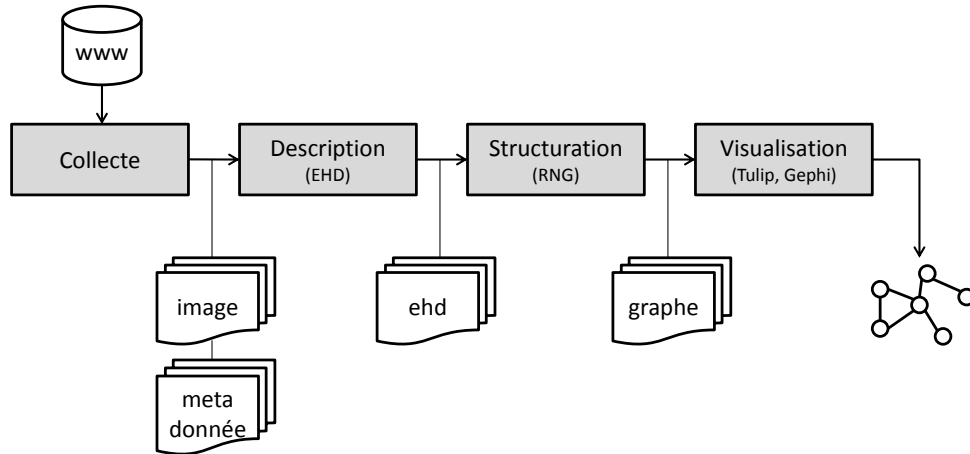 www
Collecte
Description
(EHD)
Structuration
(RNG)
Visualisation
(Tulip, Gephi)
image
ehd
graphe
meta
donnée